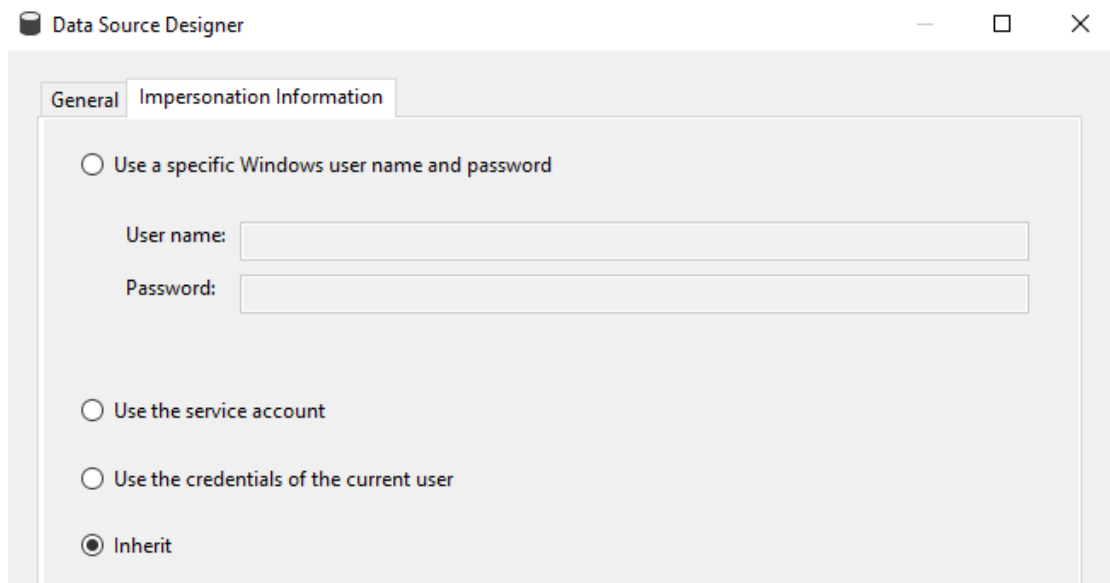 Data Source Designer
General
Impersonation Information
Use a specific Windows user name and password
User name:
Password:
Use the service account
Use the credentials of the current user
Inherit